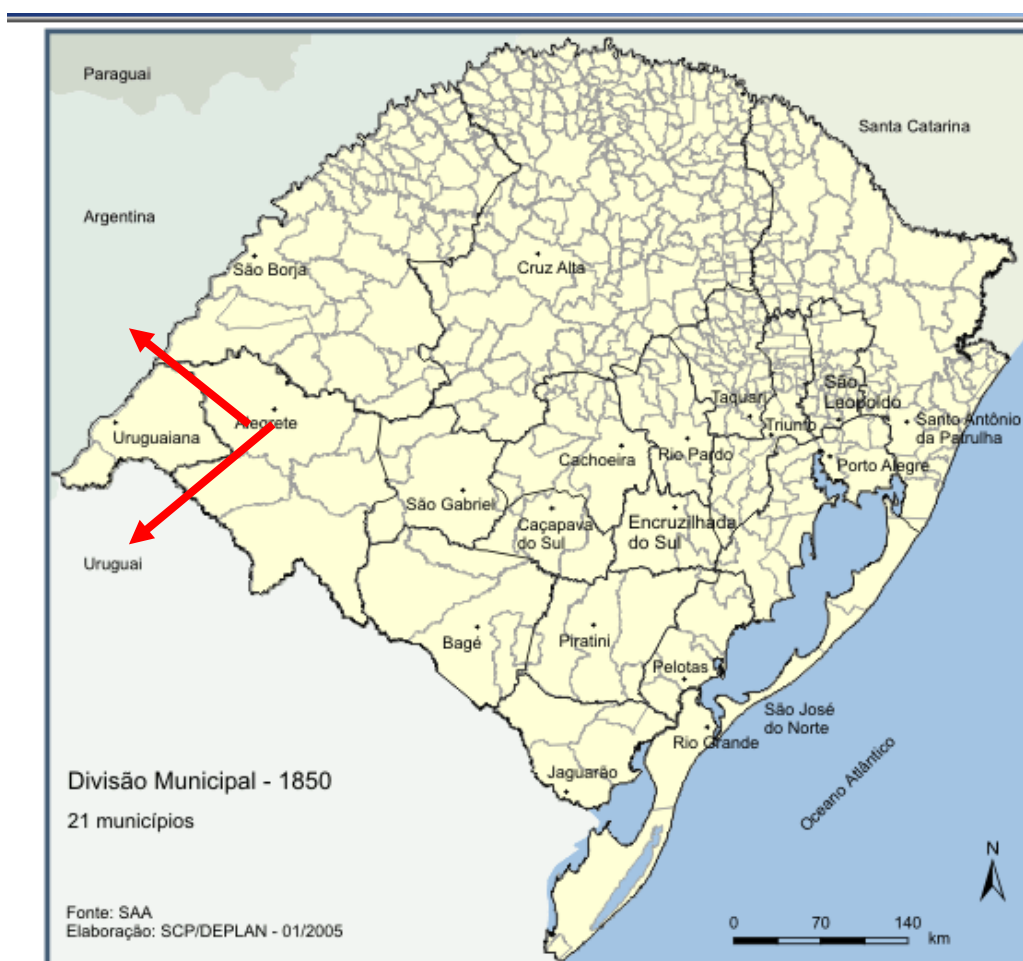 Paraguai
Santa Catarina
Argentina
São Borja
Cruz Alta
São
Leopoldo
Taquari
Alegrete
Santo Antônio
da Patrulha
Triunfo
Uruguaiana
Cachoeira
Rio Pardo
Porto Alegre
São Gabriel
Caçapava
do Sul
Encruzilhada
do Sul
Uruguai
Bagé
Piratini
Pelotas
São José
do Norte
Rio Grande
Jaguarão
Oceano Atlântico
Divisão Municipal - 1850
21 municípios
N
Fonte: SAA
Elaboração: SCP/DEPLAN - 01/2005
0 70 140
km